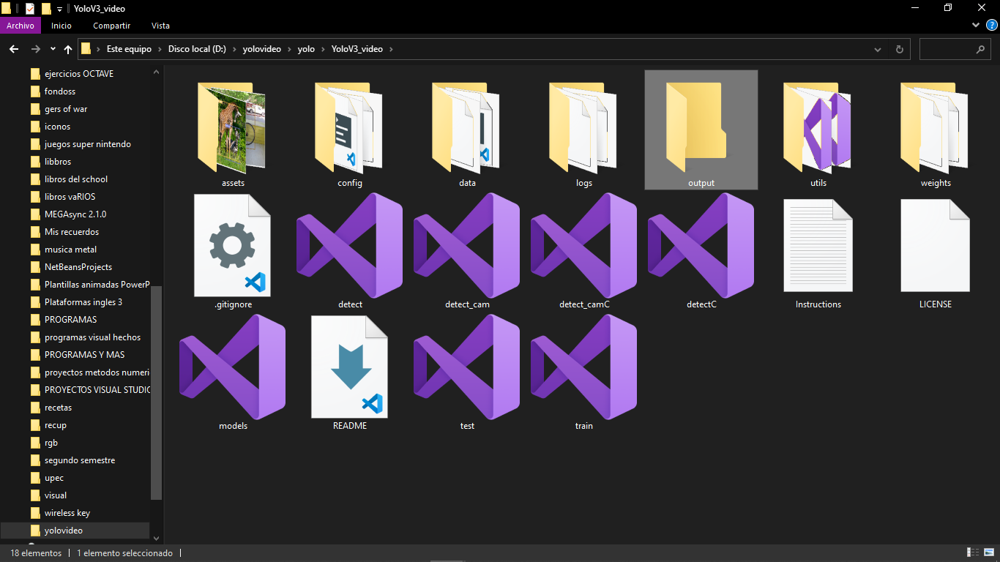 YoloV3_video
Archivo Inicio Compartir Vista
Este equipo Disco local (D:) yolovideo yolo YoloV3_video
ejercicios OCTAVE
fondoss
gers of war
iconos
juegos super nintendo
libbros
libros del school
libros vaRIOS
MEGAsync 2.1.0
Mis recuerdos
musica metal
NetBeansProjects
Plantillas animadas PowerP
Plataformas ingles 3
PROGRAMAS
programas visual hechos
PROGRAMAS Y MAS
proyectos metodos numeri
PROYECTOS VISUAL STUDIO
recetas
recup
rgb
segundo semestre
upec
visual
wireless key
yolovideo
assets config data logs output utils weights
.gitignore detect detect_cam detect_camC detectC Instructions LICENSE
models README test train
18 elementos 1 elemento seleccionado